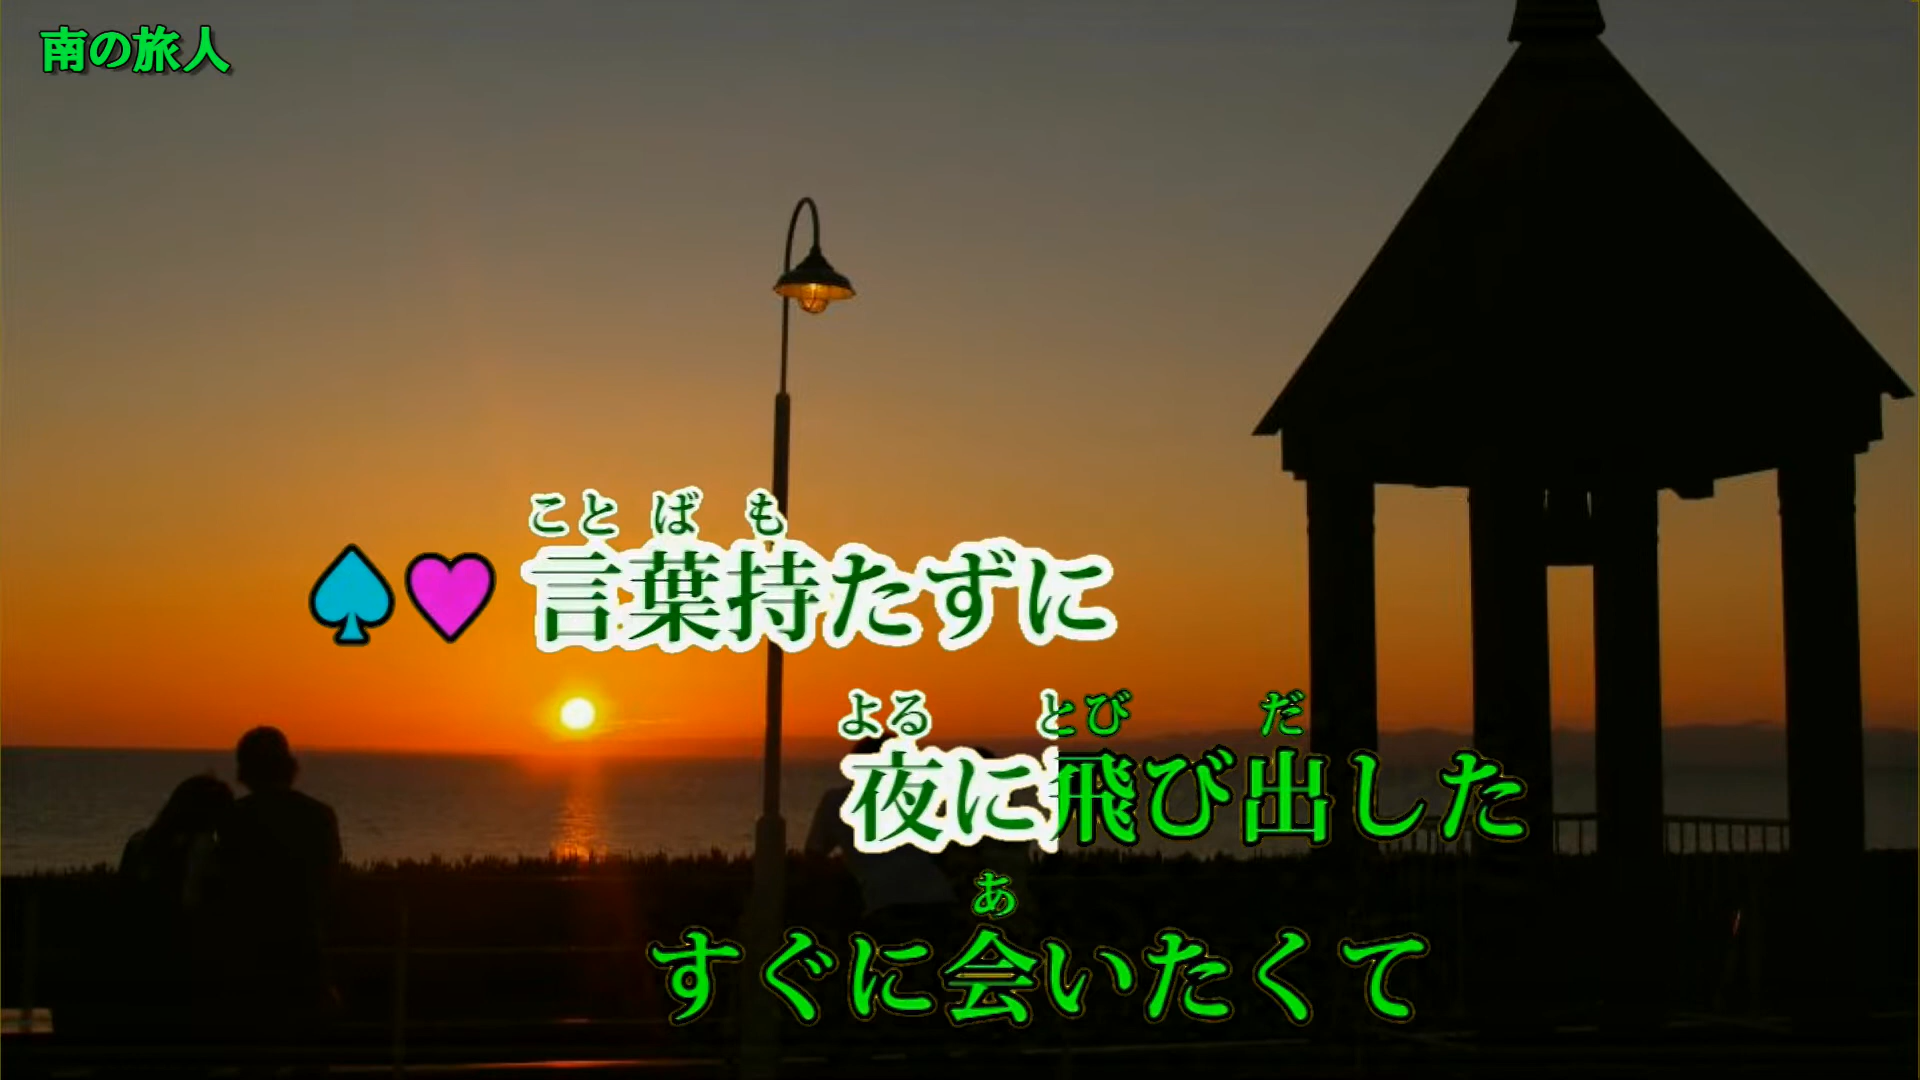 南の旅人
ことばも
♠♥言葉持たずに
よる とび だ
夜に飛び出した
あ
すぐに会いたくて